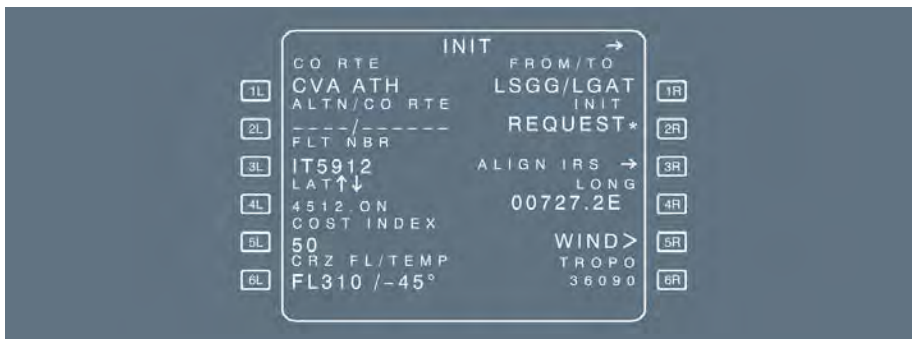 INIT →
CO RTE FROM/TO
1L CVA ATH LSGG/LGAT 1R
ALTN/CO RTE INIT
2L ----/------ REQUEST* 2R
FLT NBR
3L IT5912 ALIGN IRS → 3R
LAT↑↓ LONG
4L 4512.ON 00727.2E 4R
COST INDEX
5L 50 WIND> 5R
CRZ FL/TEMP TROPO
6L FL310 /-45° 36090 6R